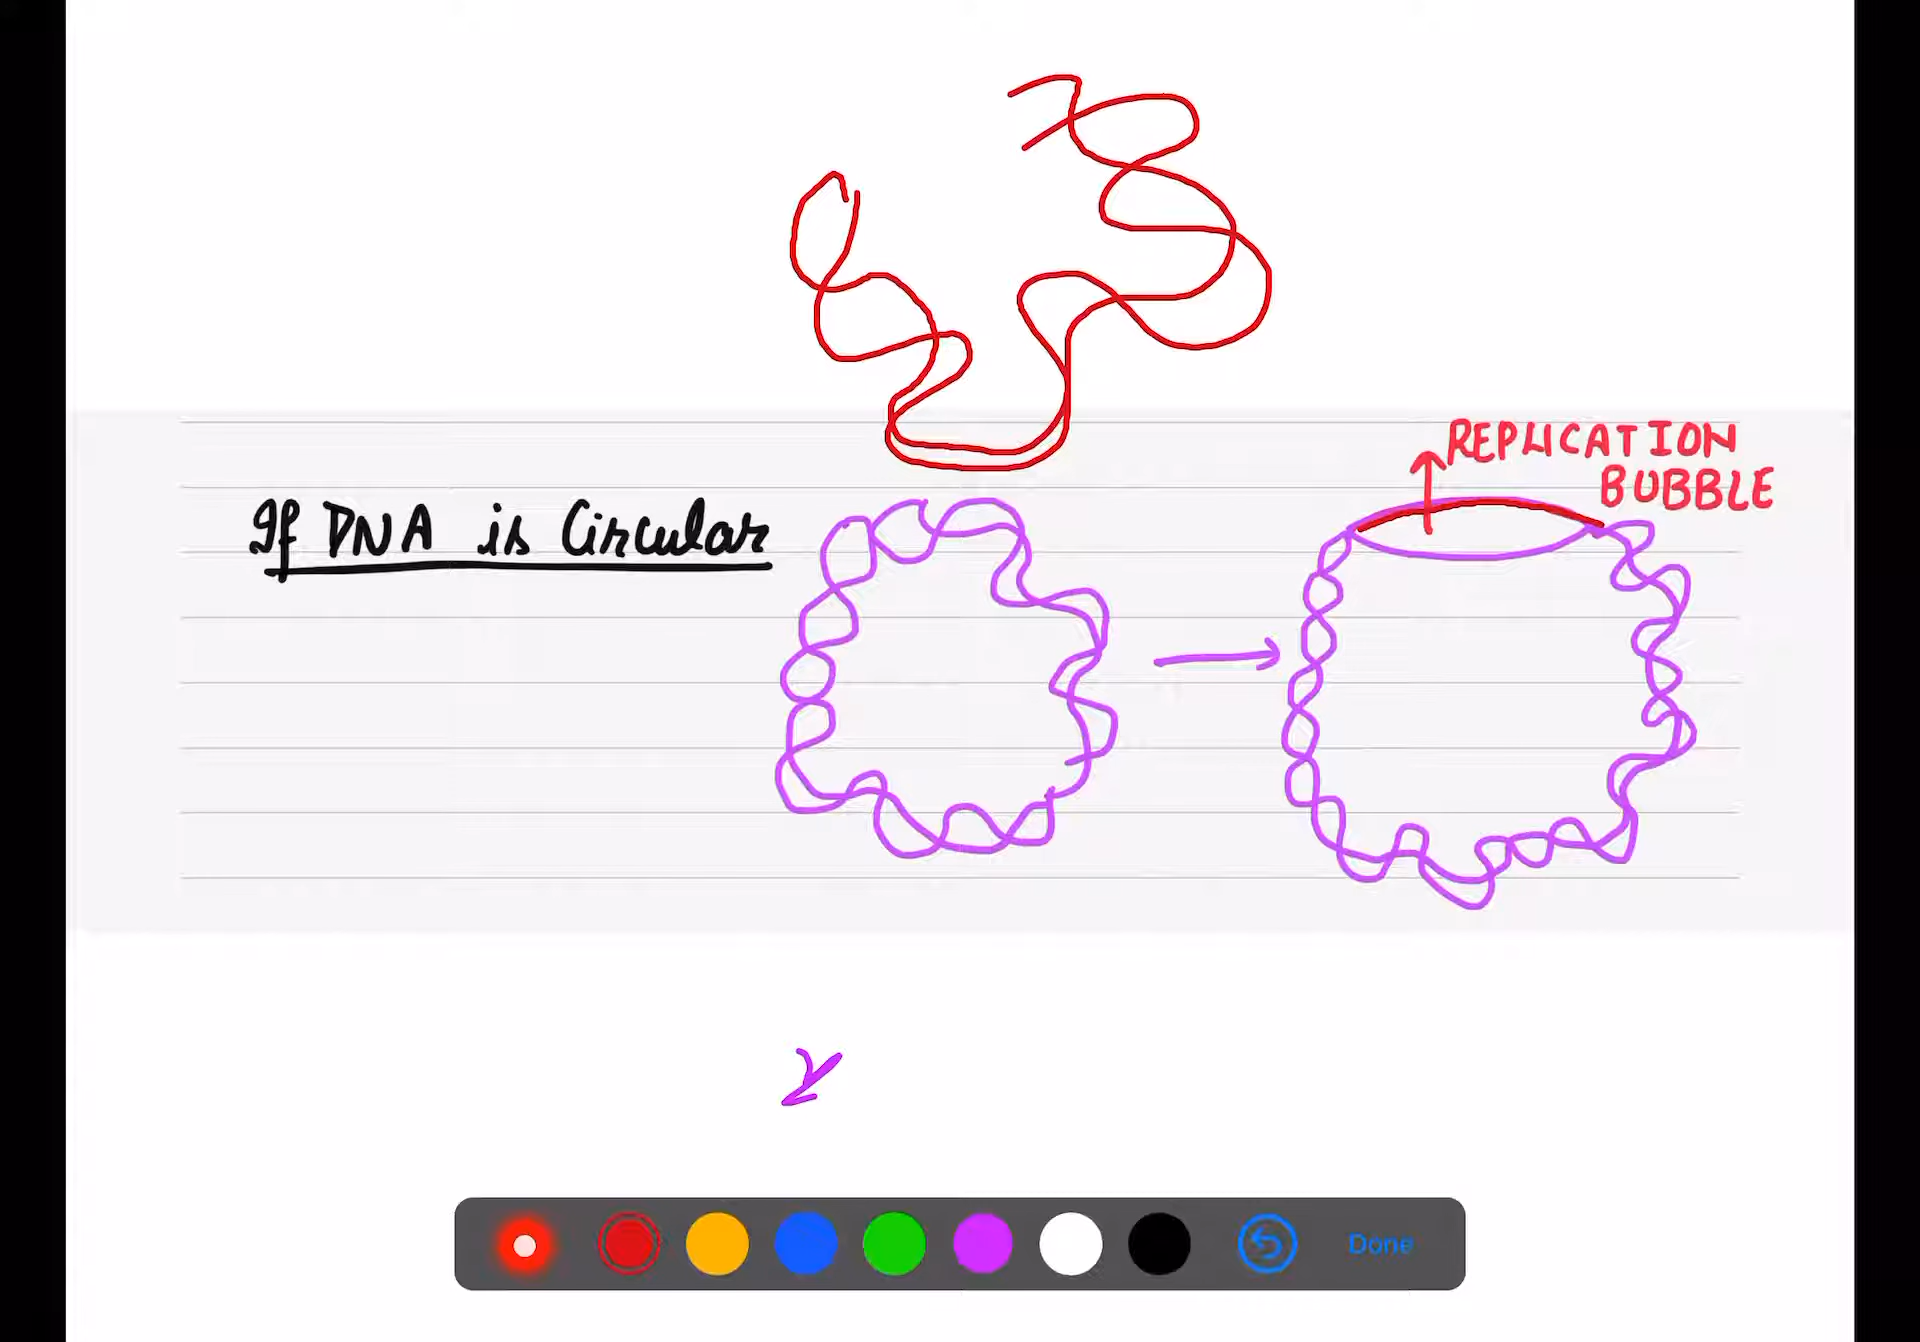 REPLICATION
BUBBLE
If DNA is Circular
Done